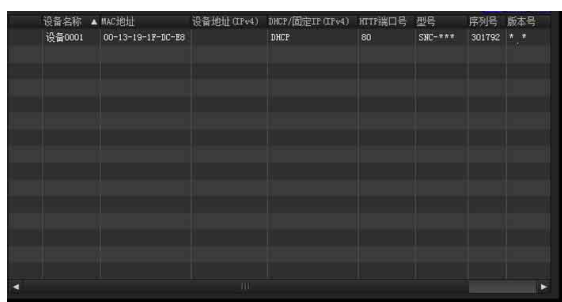 设备名称 ▲ MAC地址 设备地址(IPv4) DHCP/固定IP(IPv4) HTTP端口号 型号 序列号 版本号
设备0001 00-13-19-1F-DC-E8 DHCP 80 SNC-*** 301792 *.*